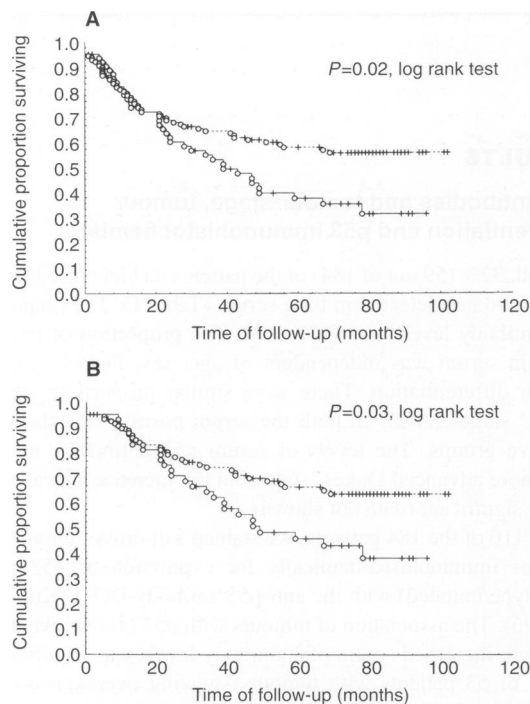 A
P=0.02, log rank test
Cumulative proportion surviving
1.0
0.9
0.8
0.7
0.6
0.5
0.4
0.3
0.2
0.1
0.0
0 20 40 60 80 100 120
Time of follow-up (months)
B
P=0.03, log rank test
Cumulative proportion surviving
1.0
0.9
0.8
0.7
0.6
0.5
0.4
0.3
0.2
0.1
0.0
0 20 40 60 80 100 120
Time of follow-up (months)